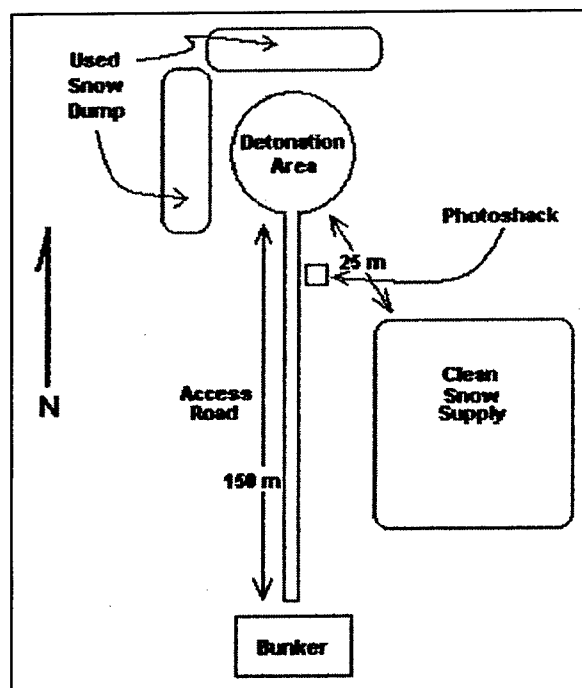 Used
Snow
Dump
Detonation
Area
Photoshack
25 m
N
Access
Road
Clean
Snow
Supply
150 m
Bunker